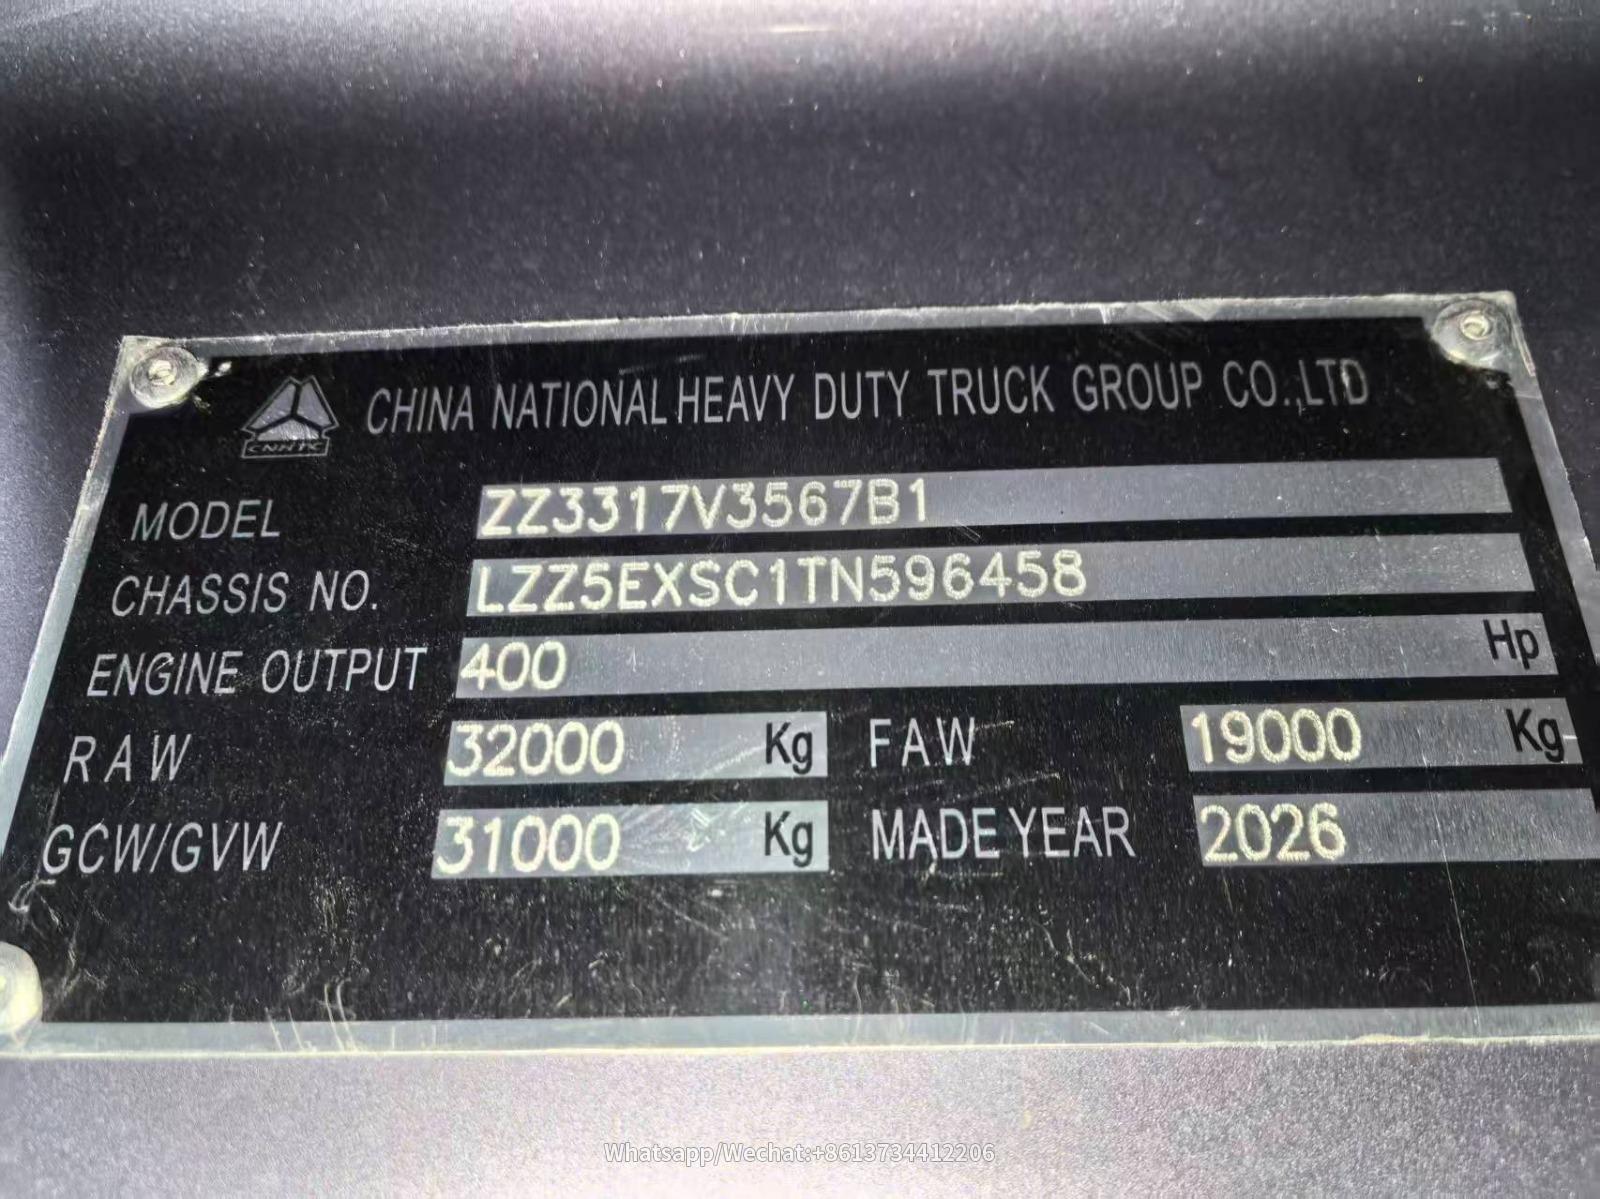 CNHTC
CHINA NATIONAL HEAVY DUTY TRUCK GROUP CO.,LTD
MODEL ZZ3317V3567B1
CHASSIS NO. LZZ5EXSC1TN596458
ENGINE OUTPUT 400 Hp
RAW 32000 Kg FAW 19000 Kg
GCW/GVW 31000 Kg MADE YEAR 2026
Whatsapp/Wechat:+8613734412206